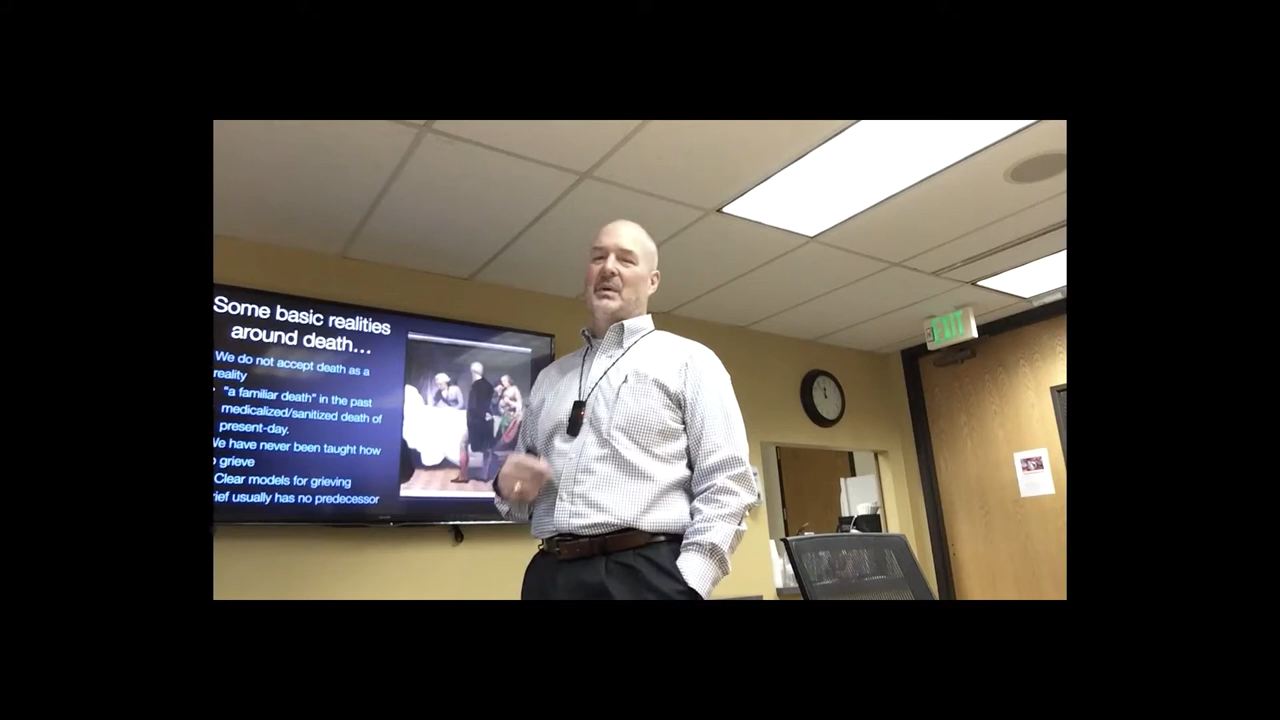 Some basic realities
around death…
We do not accept death as a
reality
“a familiar death” in the past
medicalized/sanitized death of
present-day.
We have never been taught how
grieve
Clear models for grieving
rief usually has no predecessor
EXIT